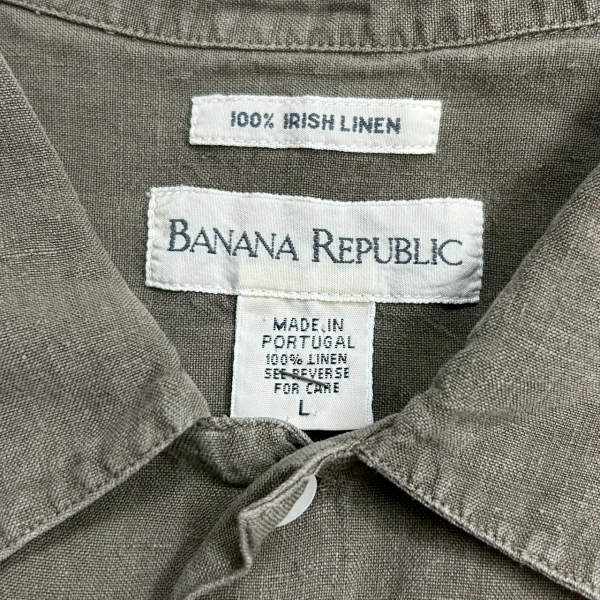 100% IRISH LINEN
BANANA REPUBLIC
MADE IN
PORTUGAL
100% LINEN
SEE REVERSE
FOR CARE
L